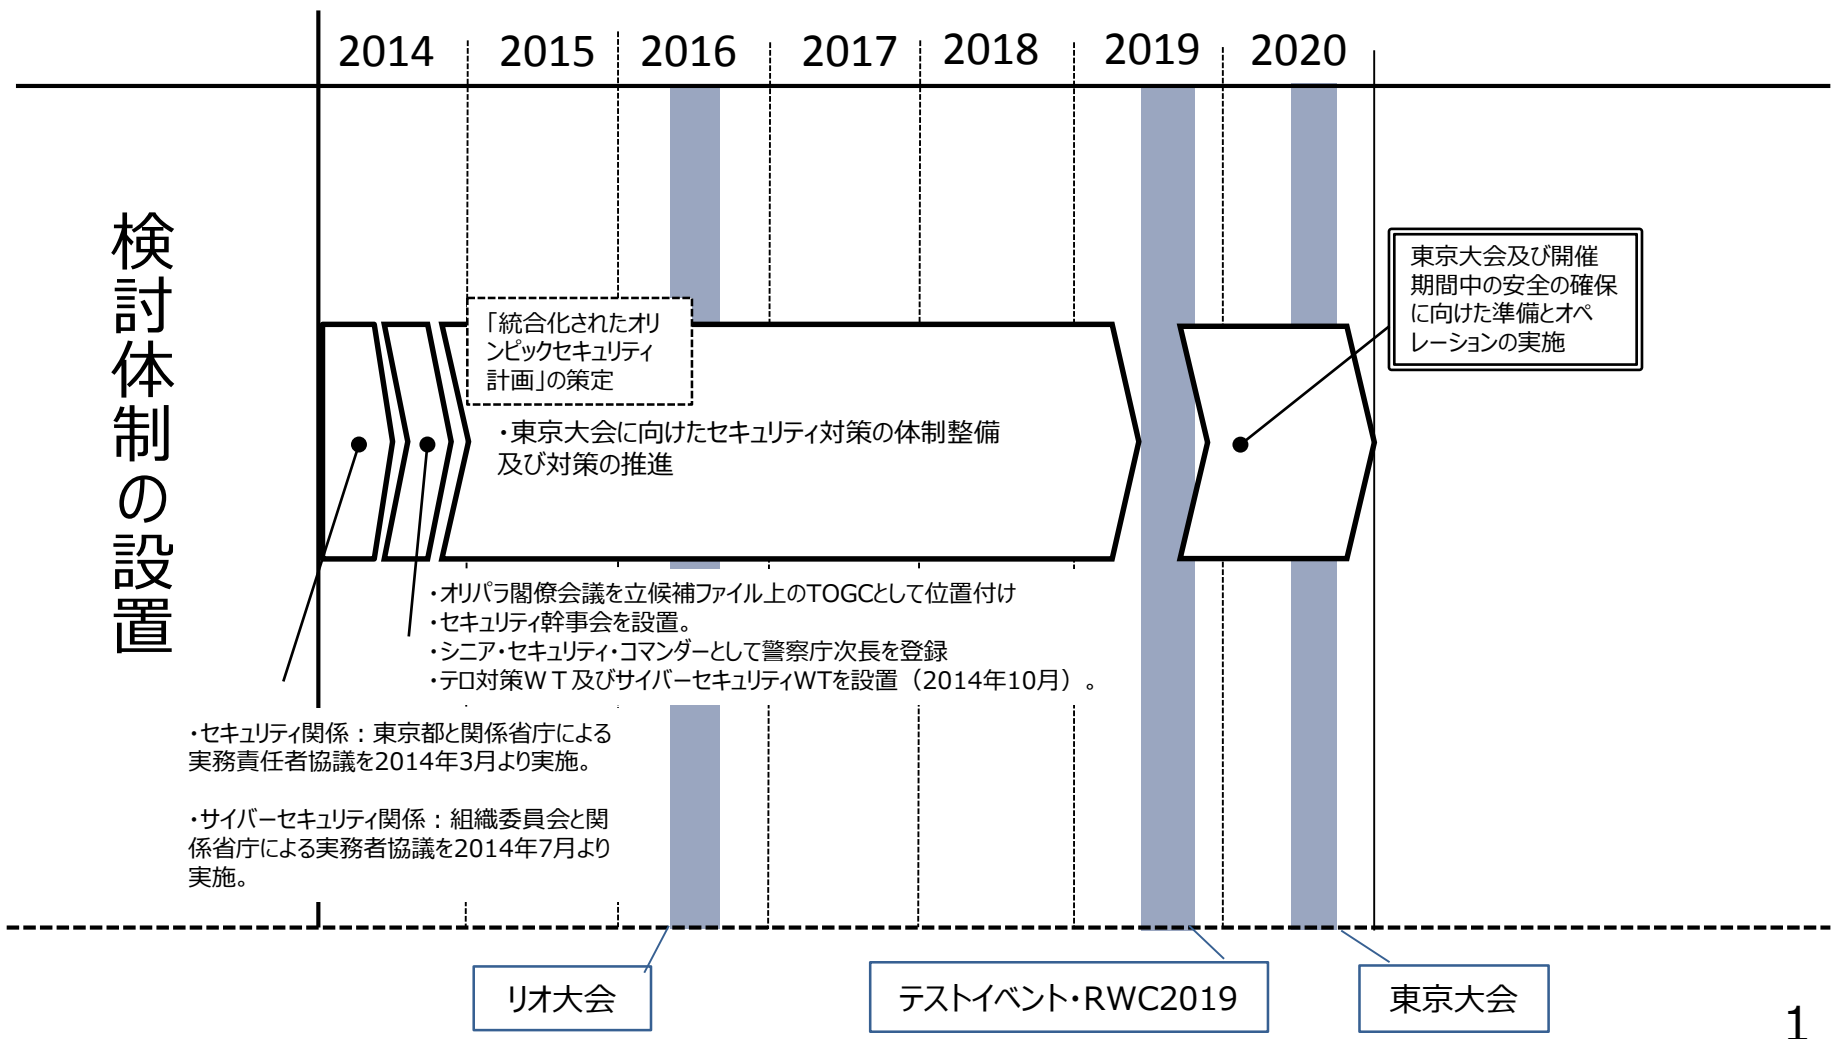 2014 2015 2016 2017 2018 2019 2020
検討体制の設置
東京大会及び開催
期間中の安全の確保
に向けた準備とオペ
レーションの実施
「統合化されたオリ
ンピックセキュリティ
計画」の策定
・東京大会に向けたセキュリティ対策の体制整備
及び対策の推進
・オリパラ閣僚会議を立候補ファイル上のTOGCとして位置付け
・セキュリティ幹事会を設置。
・シニア・セキュリティ・コマンダーとして警察庁次長を登録
・テロ対策ＷＴ及びサイバーセキュリティWTを設置（2014年10月）。
・セキュリティ関係：東京都と関係省庁による
実務責任者協議を2014年3月より実施。
・サイバーセキュリティ関係：組織委員会と関
係省庁による実務者協議を2014年7月より
実施。
リオ大会
テストイベント・RWC2019
東京大会
1